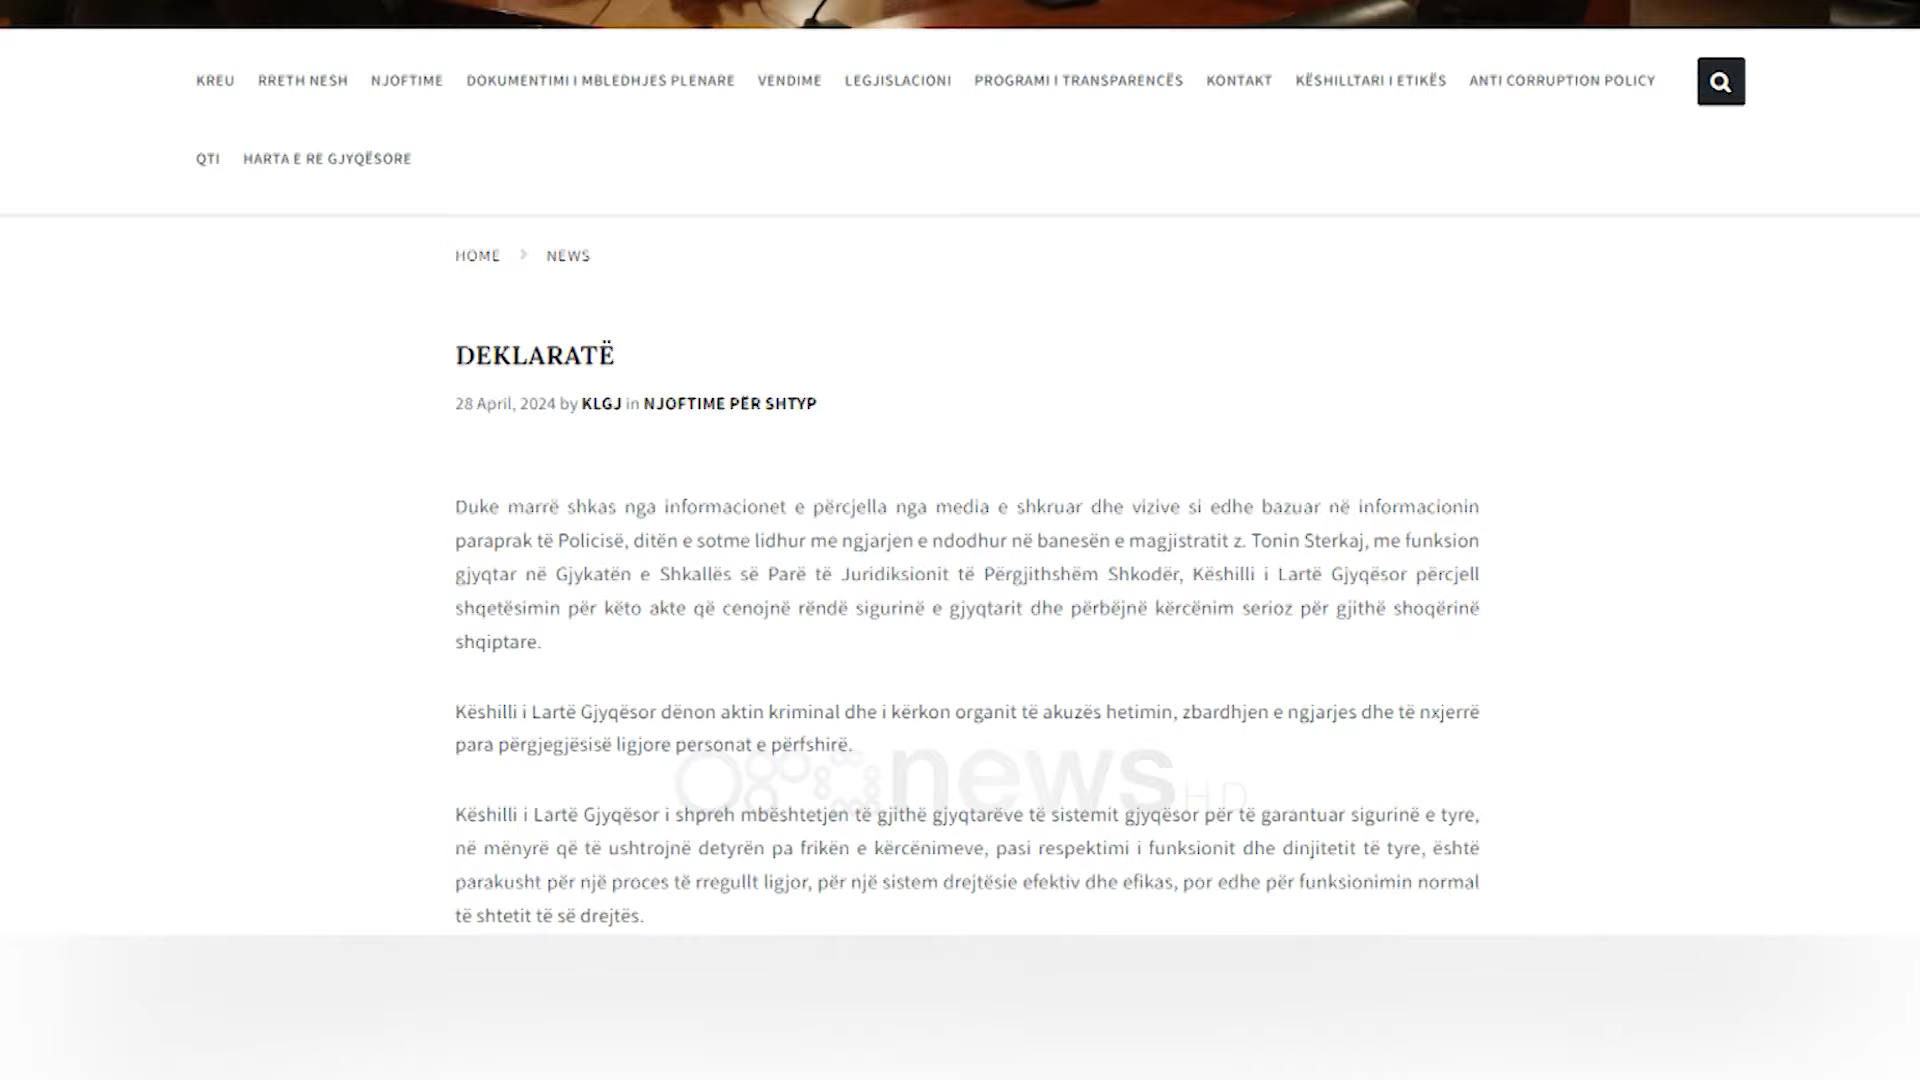 KREU RRETH NESH NJOFTIME DOKUMENTIMI I MBLEDHJES PLENARE VENDIME LEGJISLACIONI PROGRAMI I TRANSPARENCËS KONTAKT KËSHILLTARI I ETIKËS ANTI CORRUPTION POLICY
QTI HARTA E RE GJYQËSORE
HOME NEWS
DEKLARATË
28 April, 2024 by KLGJ in NJOFTIME PËR SHTYP
Duke marrë shkas nga informacionet e përcjella nga media e shkruar dhe vizive si edhe bazuar në informacionin
paraprak të Policisë, ditën e sotme lidhur me ngjarjen e ndodhur në banesën e magjistratit z. Tonin Sterkaj, me funksion
gjyqtar në Gjykatën e Shkallës së Parë të Juridiksionit të Përgjithshëm Shkodër, Këshilli i Lartë Gjyqësor përcjell
shqetësimin për këto akte që cenojnë rëndë sigurinë e gjyqtarit dhe përbëjnë kërcënim serioz për gjithë shoqërinë
shqiptare.
Këshilli i Lartë Gjyqësor dënon aktin kriminal dhe i kërkon organit të akuzës hetimin, zbardhjen e ngjarjes dhe të nxjerrë
para përgjegjësisë ligjore personat e përfshirë.
news HD
Këshilli i Lartë Gjyqësor i shpreh mbështetjen të gjithë gjyqtarëve të sistemit gjyqësor për të garantuar sigurinë e tyre,
në mënyrë që të ushtrojnë detyrën pa frikën e kërcënimeve, pasi respektimi i funksionit dhe dinjitetit të tyre, është
parakusht për një proces të rregullt ligjor, për një sistem drejtësie efektiv dhe efikas, por edhe për funksionimin normal
të shtetit të së drejtës.